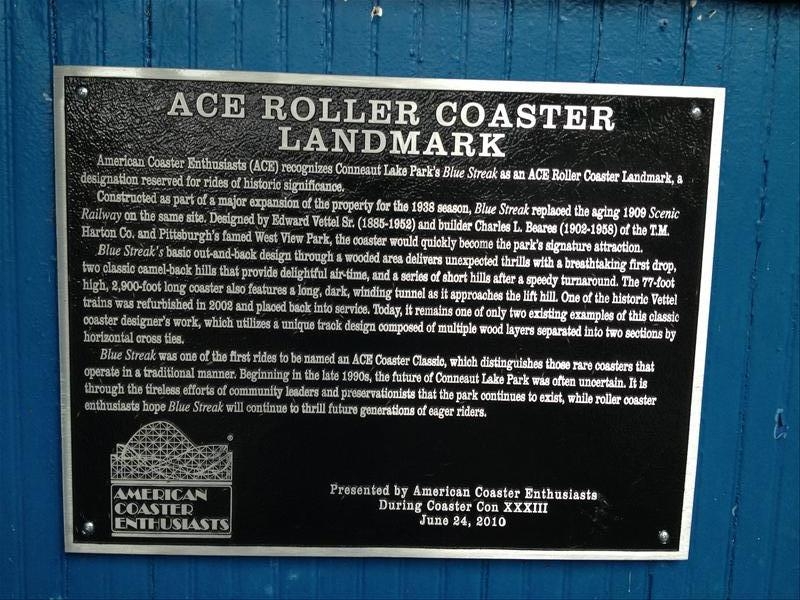 ACE ROLLER COASTER
LANDMARK
American Coaster Enthusiasts (ACE) recognizes Conneaut Lake Park's Blue Streak as an ACE Roller Coaster Landmark, a
designation reserved for rides of historic significance.
Constructed as part of a major expansion of the property for the 1938 season, Blue Streak replaced the aging 1909 Scenic
Railway on the same site. Designed by Edward Vettel Sr. (1885-1952) and builder Charles L. Beares (1902-1958) of the T.M.
Harton Co. and Pittsburgh's famed West View Park, the coaster would quickly become the park's signature attraction.
Blue Streak's basic out-and-back design through a wooded area delivers unexpected thrills with a breathtaking first drop,
two classic camel-back hills that provide delightful air-time, and a series of short hills after a speedy turnaround. The 77-foot
high, 2,900-foot long coaster also features a long, dark, winding tunnel as it approaches the lift hill. One of the historic Vettel
trains was refurbished in 2002 and placed back into service. Today, it remains one of only two existing examples of this classic
coaster designer's work, which utilizes a unique track design composed of multiple wood layers separated into two sections by
horizontal cross ties.
Blue Streak was one of the first rides to be named an ACE Coaster Classic, which distinguishes those rare coasters that
operate in a traditional manner. Beginning in the late 1990s, the future of Conneaut Lake Park was often uncertain. It is
through the tireless efforts of community leaders and preservationists that the park continues to exist, while roller coaster
enthusiasts hope Blue Streak will continue to thrill future generations of eager riders.
®
AMERICAN
COASTER
ENTHUSIASTS
Presented by American Coaster Enthusiasts
During Coaster Con XXXIII
June 24, 2010